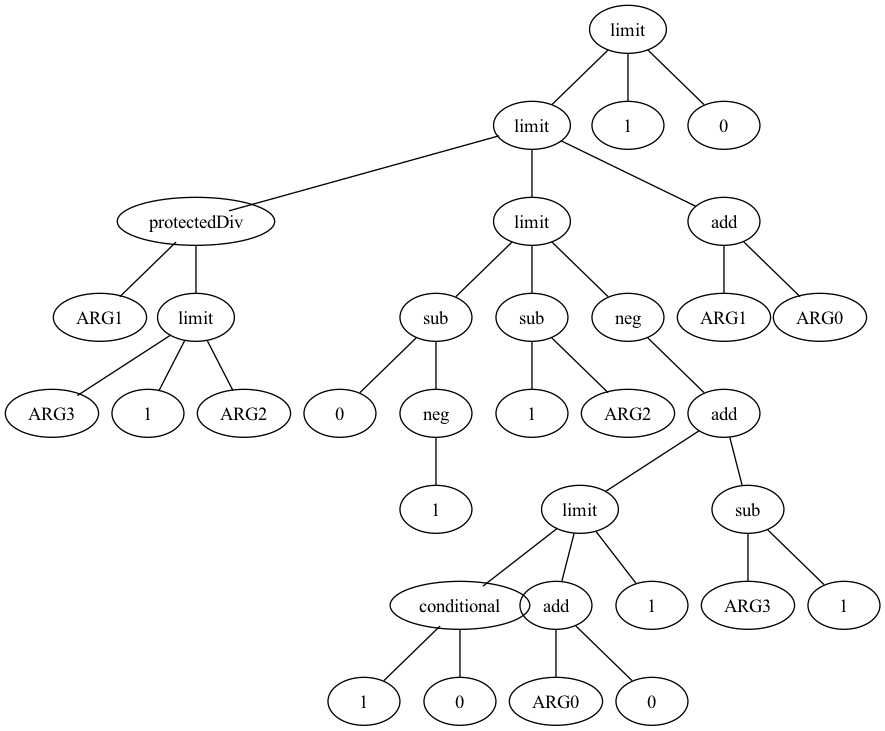 limit
limit 1 0
protectedDiv limit add
ARG1 limit sub sub neg ARG1 ARG0
ARG3 1 ARG2 0 neg 1 ARG2 add
1 limit sub
conditional add 1 ARG3 1
1 0 ARG0 0